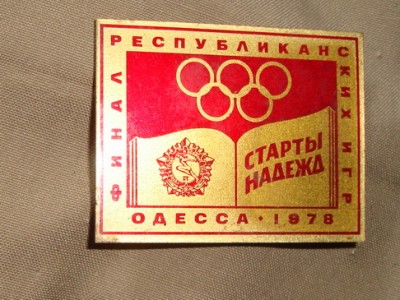 ФИНАЛ
РЕСПУБЛИКАНСКИХ ИГР
СТАРТЫ
НАДЕЖД
ОДЕССА · 1978